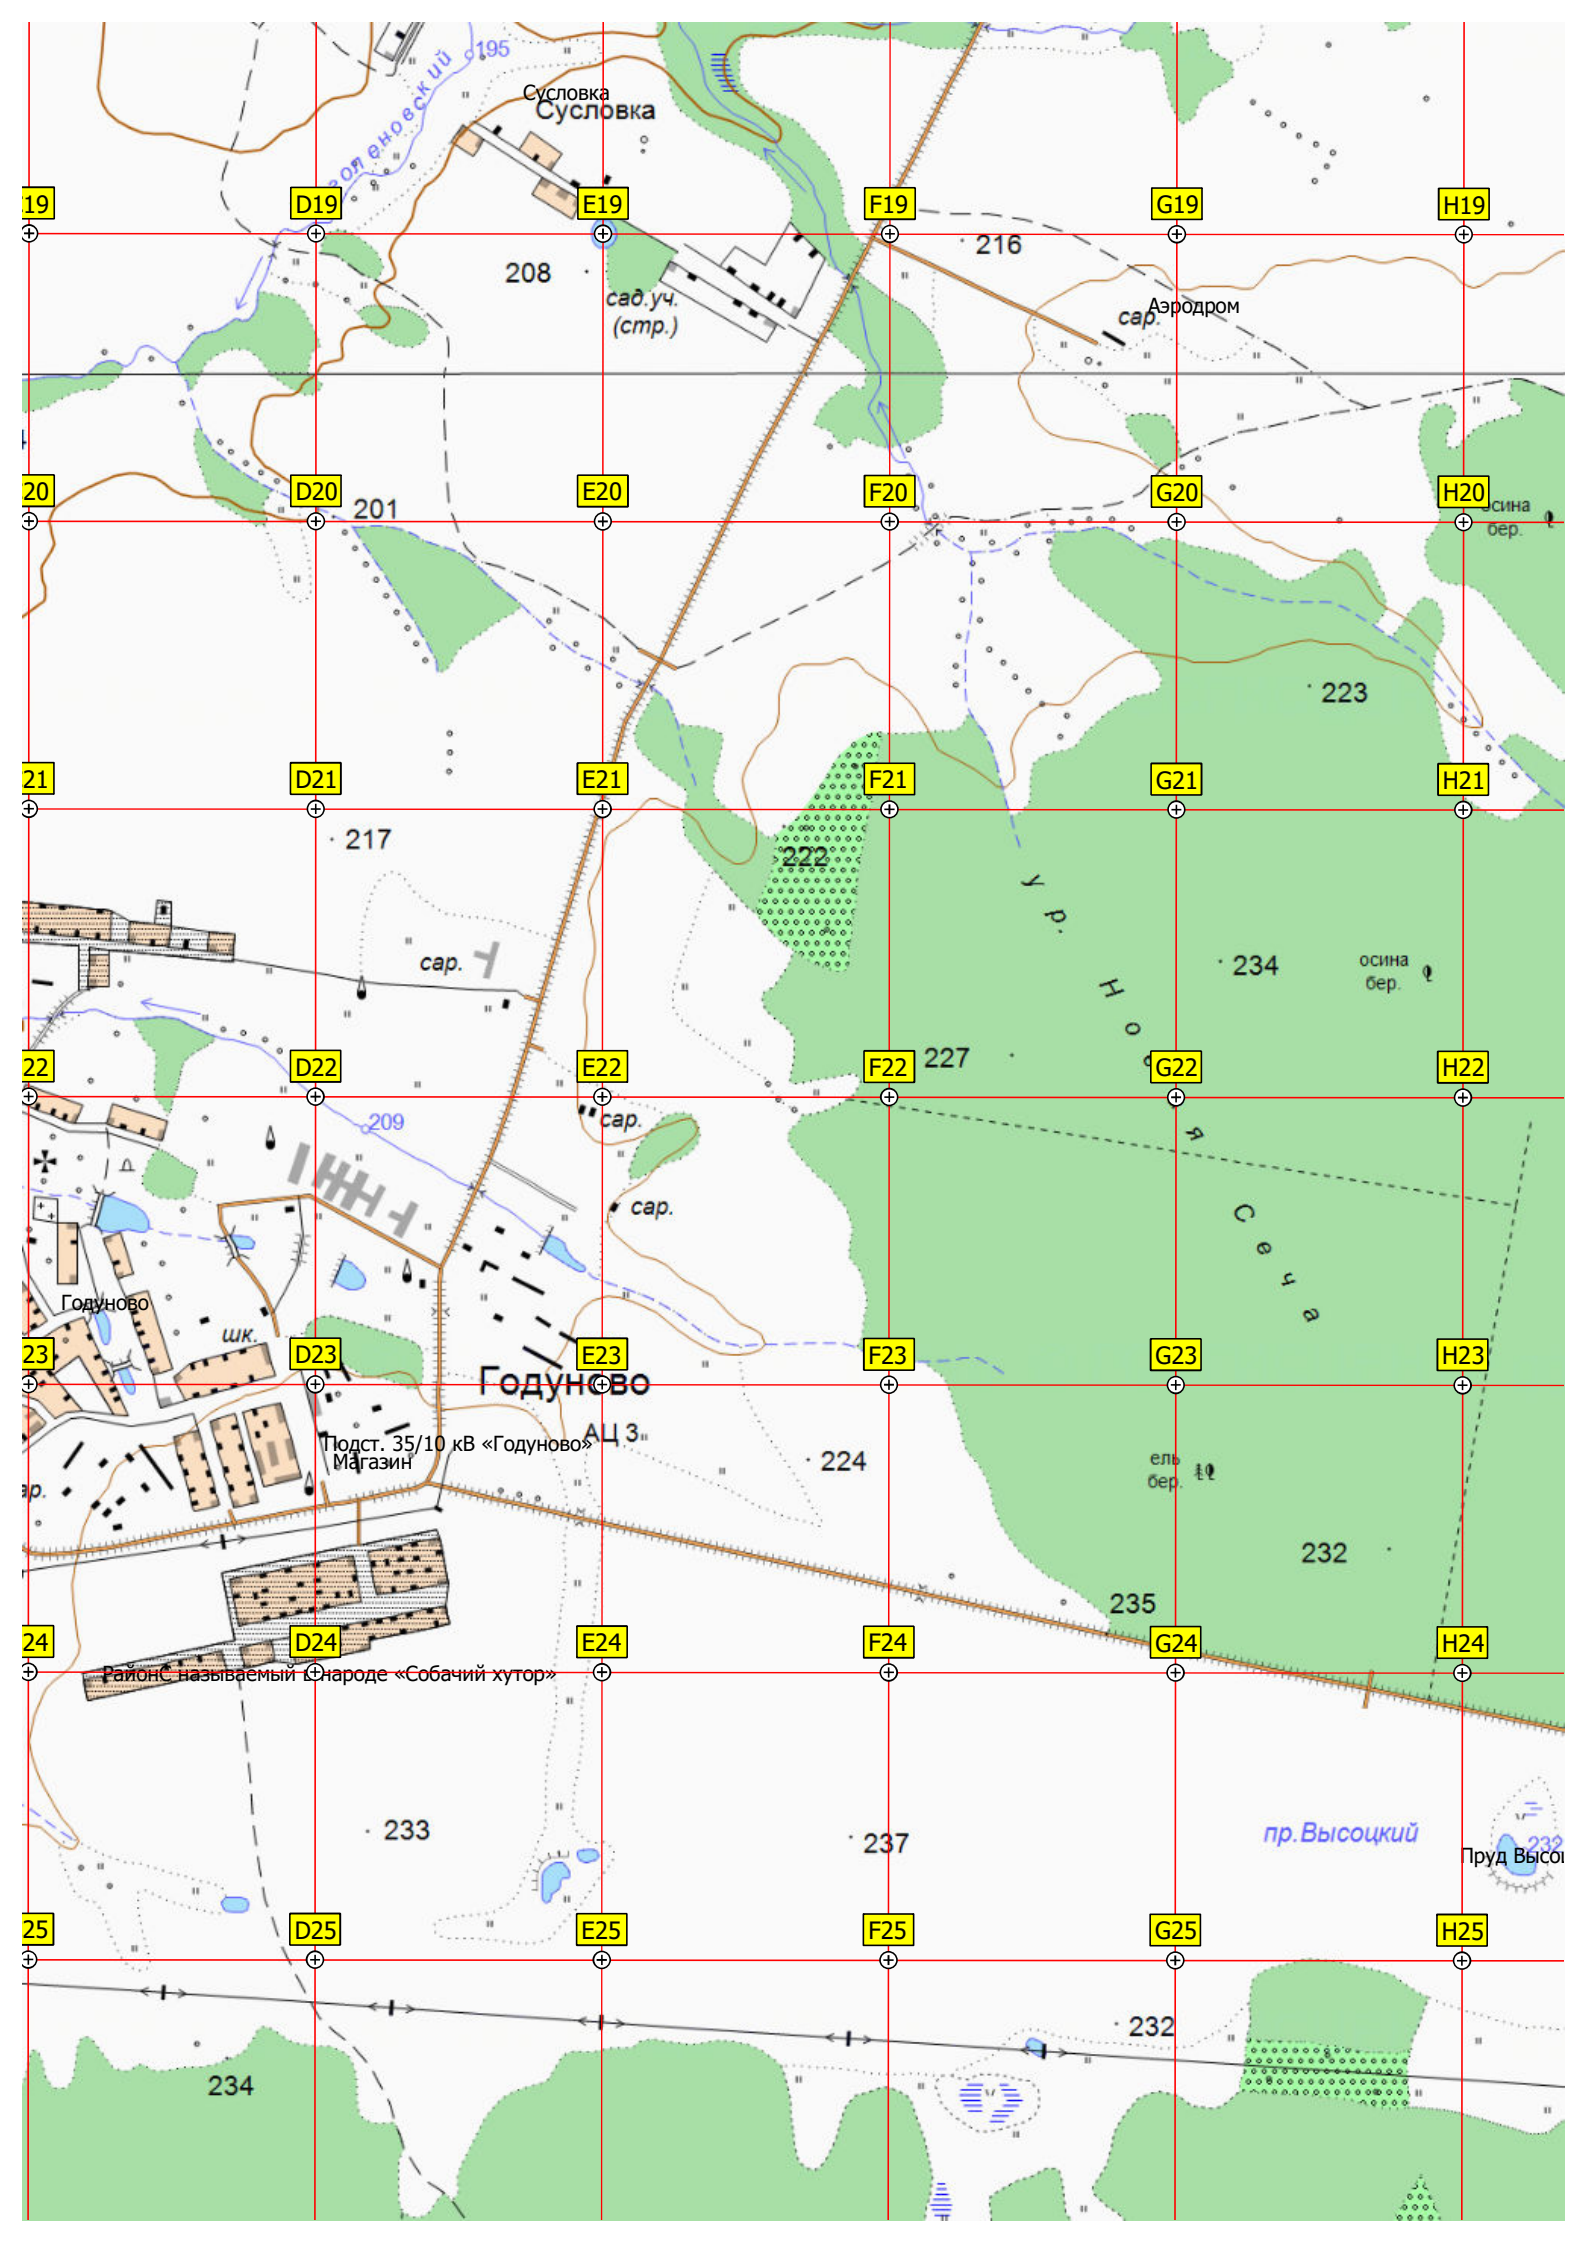 195
Сусловка
Сусловка
19
D19
E19
F19
G19
H19
216
208
сад.уч.
(стр.)
Аэродром
сар.
20
D20
E20
F20
G20
H20
201
осина
бер.
223
21
D21
E21
F21
G21
H21
217
222
ур. Новая Сеча
сар.
234
осина
бер.
227
22
D22
E22
F22
G22
H22
209
сар.
сар.
Годуново
шк.
23
D23
E23
F23
G23
H23
Годуново
АЦ 3
Подст. 35/10 кВ «Годуново»
Магазин
224
ель
бер.
232
235
24
D24
E24
F24
G24
H24
РайонС называемый в народе «Собачий хутор»
233
237
пр.Высоцкий
232
Пруд Высоц
25
D25
E25
F25
G25
H25
232
234